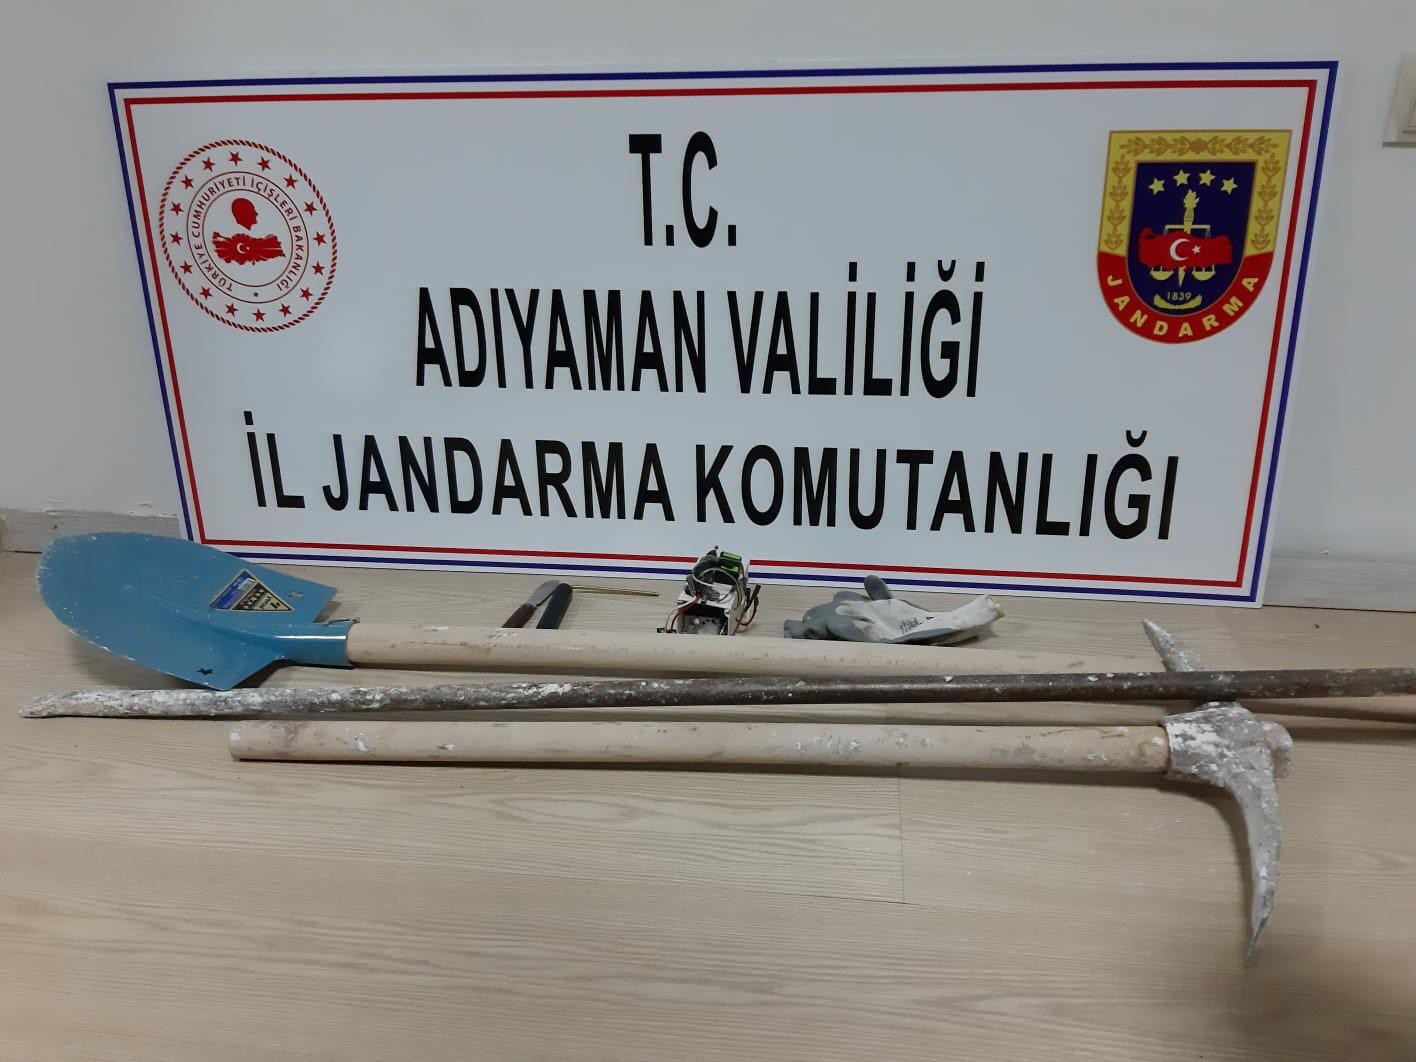 T.C.
ADIYAMAN VALİLİĞİ
İL JANDARMA KOMUTANLIĞI
TÜRKİYE CUMHURİYETİ İÇİŞLERİ BAKANLIĞI
1839
JANDARMA